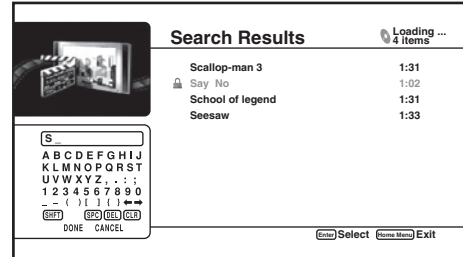 Search Results
Loading ...
4 items
Scallop-man 3 1:31
Say No 1:02
School of legend 1:31
Seesaw 1:33
S _
A B C D E F G H I J
K L M N O P Q R S T
U V W X Y Z , . : ;
1 2 3 4 5 6 7 8 9 0
_ – ( ) [ ] { } ← →
SHFT SPC DEL CLR
DONE CANCEL
Enter Select Home Menu Exit